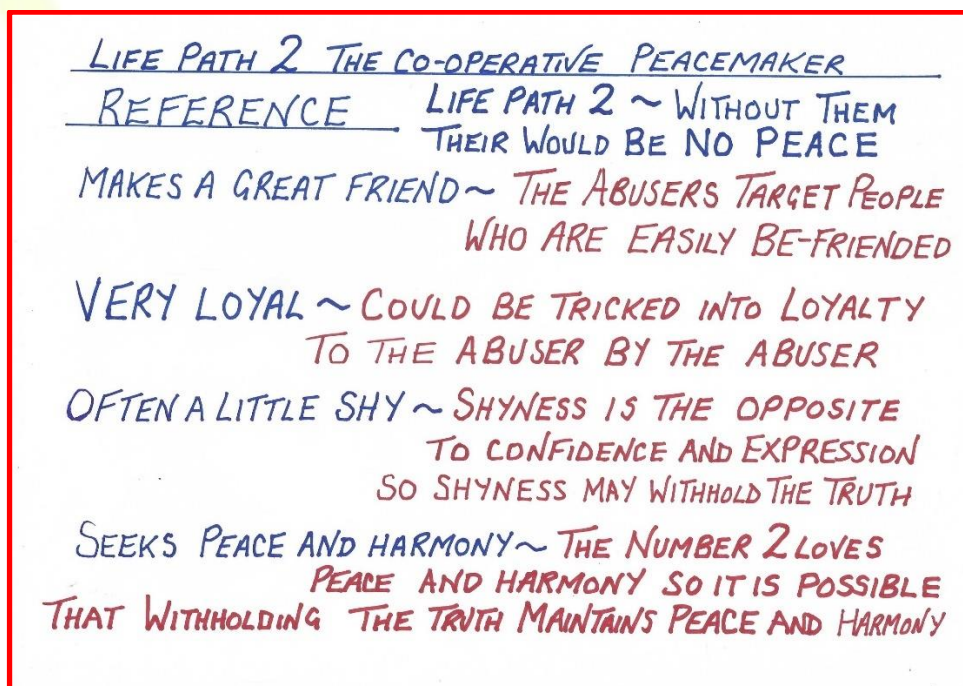 LIFE PATH 2 THE CO-OPERATIVE PEACEMAKER
REFERENCE LIFE PATH 2 ~ WITHOUT THEM
THEIR WOULD BE NO PEACE
MAKES A GREAT FRIEND ~ THE ABUSERS TARGET PEOPLE
WHO ARE EASILY BE-FRIENDED
VERY LOYAL ~ COULD BE TRICKED INTO LOYALTY
TO THE ABUSER BY THE ABUSER
OFTEN A LITTLE SHY ~ SHYNESS IS THE OPPOSITE
TO CONFIDENCE AND EXPRESSION
SO SHYNESS MAY WITHHOLD THE TRUTH
SEEKS PEACE AND HARMONY ~ THE NUMBER 2 LOVES
PEACE AND HARMONY SO IT IS POSSIBLE
THAT WITHHOLDING THE TRUTH MAINTAINS PEACE AND HARMONY